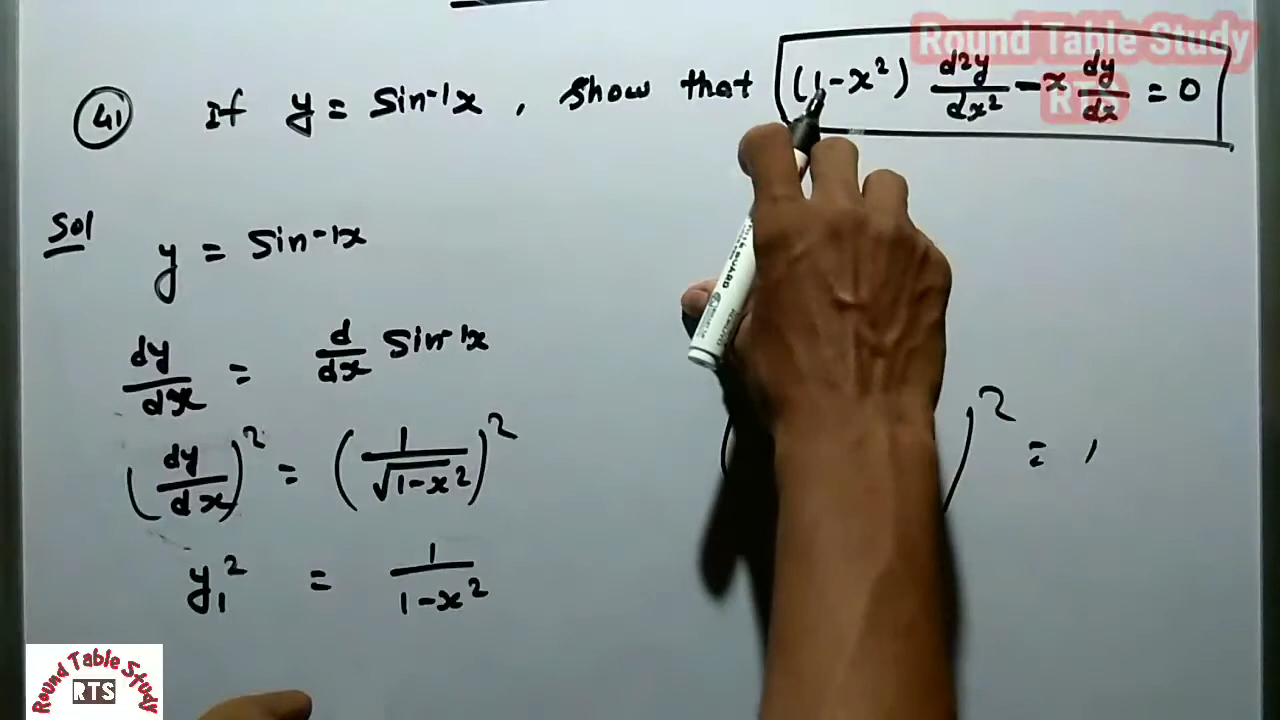 Round Table Study
RTS
41 If y = sin⁻¹x , show that (1-x²) d²y/dx² - x dy/dx = 0
Sol
y = sin⁻¹x
dy/dx = d/dx sin⁻¹x
(dy/dx)² = (1/√1-x²)²
)² =
y₁² = 1/1-x²
Round Table Study
RTS